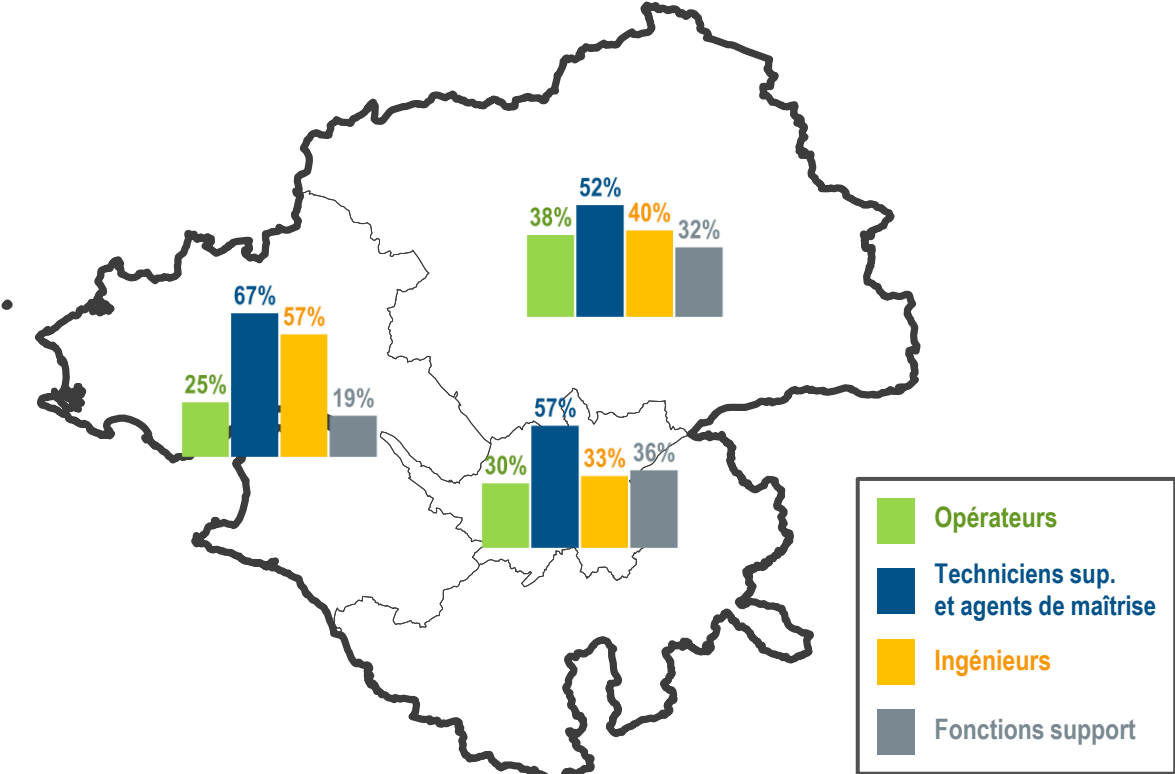 52%
38%
40%
32%
67%
57%
25%
19%
57%
30%
33%
36%
Opérateurs
Techniciens sup.
et agents de maîtrise
Ingénieurs
Fonctions support